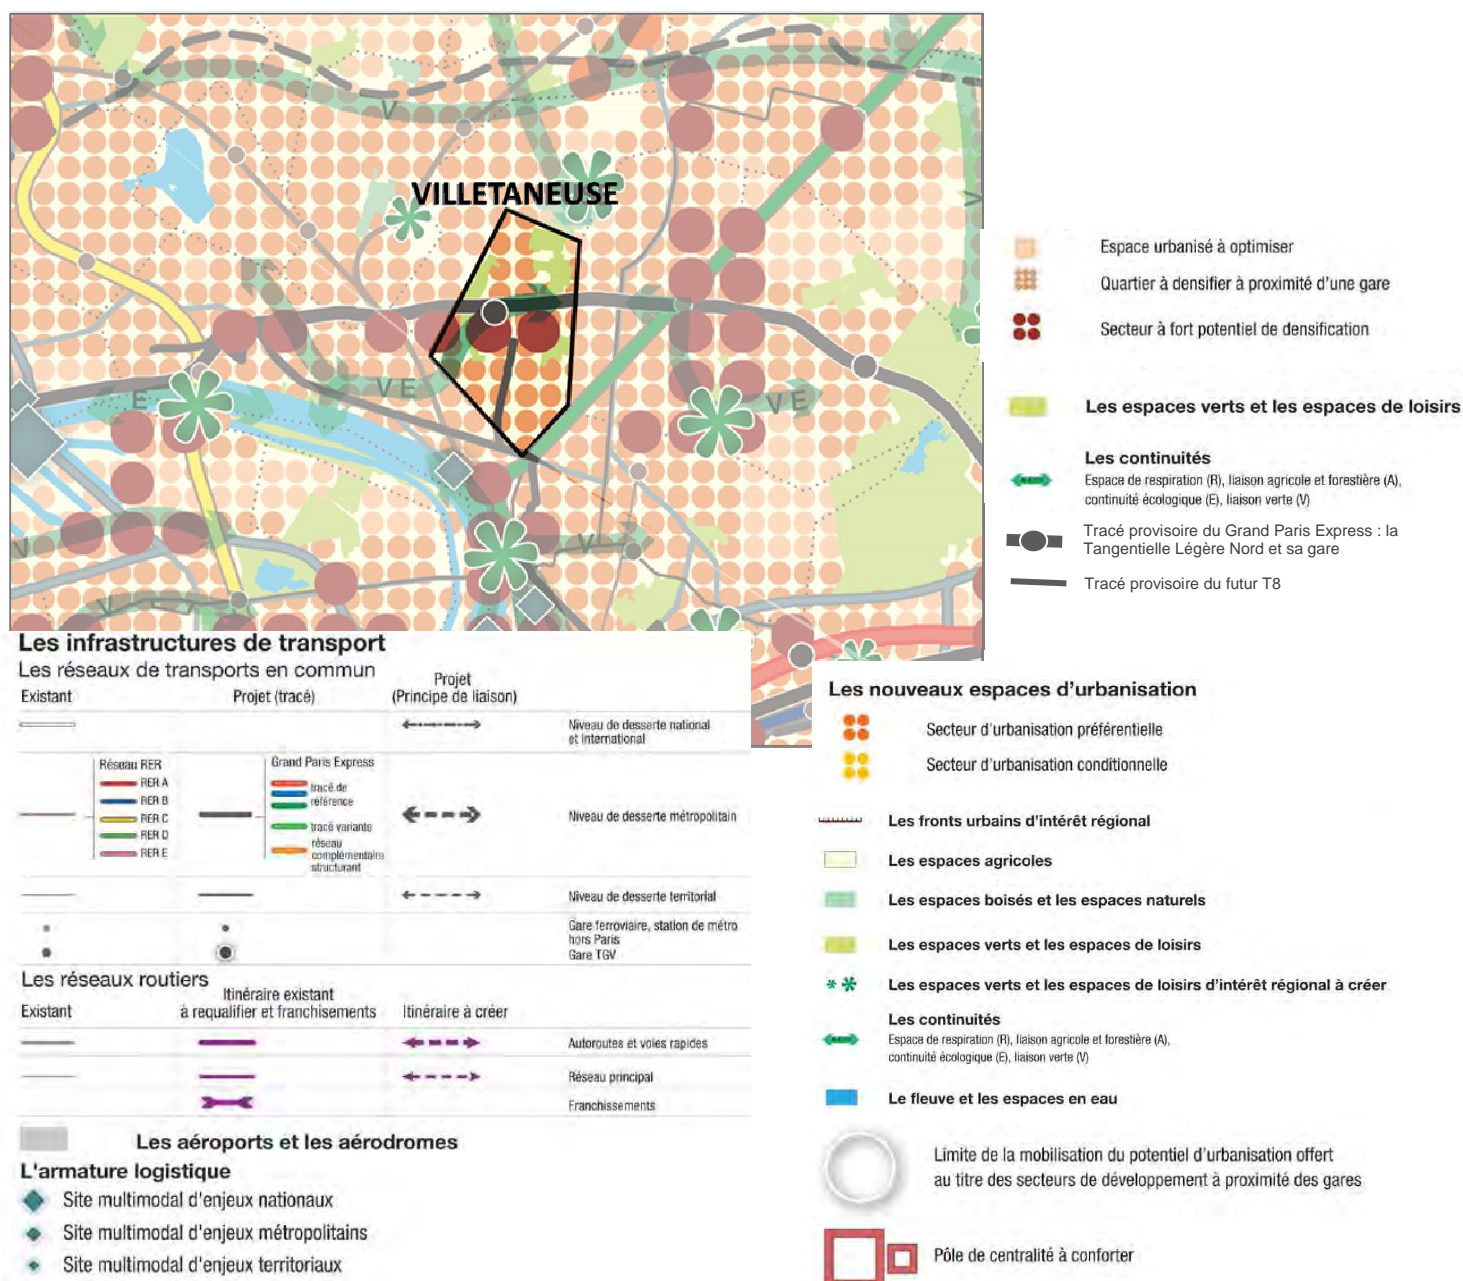 VILLETANEUSE
V
V
V E
V E
E
V
V
Espace urbanisé à optimiser
Quartier à densifier à proximité d'une gare
Secteur à fort potentiel de densification
Les espaces verts et les espaces de loisirs
Les continuités
Espace de respiration (R), liaison agricole et forestière (A),
continuité écologique (E), liaison verte (V)
Tracé provisoire du Grand Paris Express : la
Tangentielle Légère Nord et sa gare
Tracé provisoire du futur T8
Les infrastructures de transport
Les réseaux de transports en commun
Existant
Projet (tracé)
Projet
(Principe de liaison)
Niveau de desserte national
et international
Réseau RER
RER A
RER B
RER C
RER D
RER E
Grand Paris Express
tracé de
référence
tracé variante
réseau
complémentaire
structurant
Niveau de desserte métropolitain
Niveau de desserte territorial
Gare ferroviaire, station de métro
hors Paris
Gare TGV
Les réseaux routiers
Existant
Itinéraire existant
à requalifier et franchisements
Itinéraire à créer
Autoroutes et voies rapides
Réseau principal
Franchissements
Les aéroports et les aérodromes
L'armature logistique
Site multimodal d'enjeux nationaux
Site multimodal d'enjeux métropolitains
Site multimodal d'enjeux territoriaux
Les nouveaux espaces d'urbanisation
Secteur d'urbanisation préférentielle
Secteur d'urbanisation conditionnelle
Les fronts urbains d'intérêt régional
Les espaces agricoles
Les espaces boisés et les espaces naturels
Les espaces verts et les espaces de loisirs
Les espaces verts et les espaces de loisirs d'intérêt régional à créer
Les continuités
Espace de respiration (R), liaison agricole et forestière (A),
continuité écologique (E), liaison verte (V)
Le fleuve et les espaces en eau
Limite de la mobilisation du potentiel d'urbanisation offert
au titre des secteurs de développement à proximité des gares
Pôle de centralité à conforter